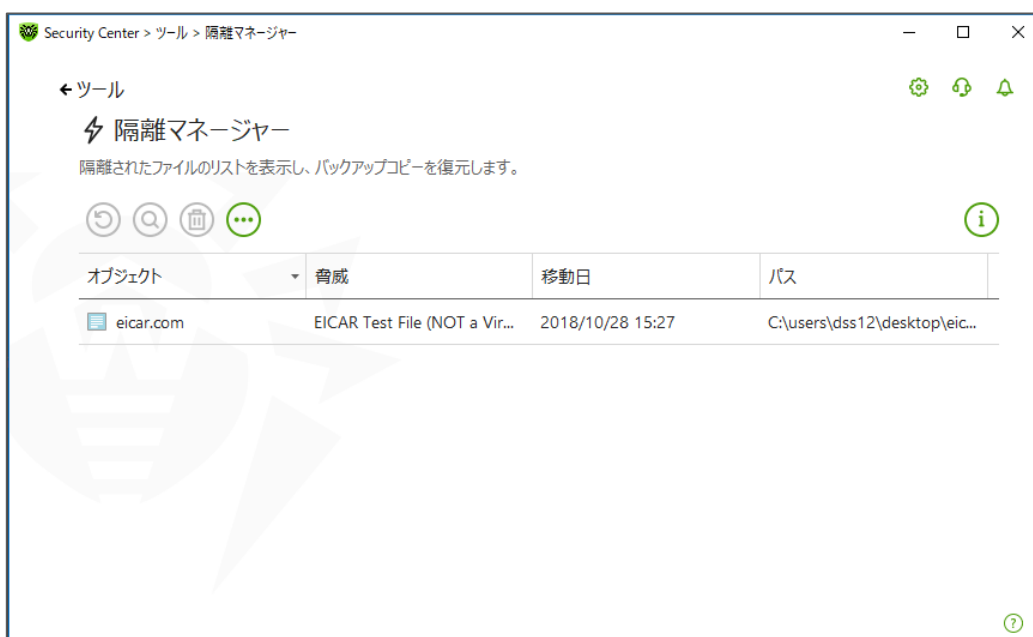 Security Center > ツール > 隔離マネージャー
ツール
隔離マネージャー
隔離されたファイルのリストを表示し、バックアップコピーを復元します。
オブジェクト 脅威 移動日 パス
eicar.com EICAR Test File (NOT a Vir... 2018/10/28 15:27 C:\users\dss12\desktop\eic...